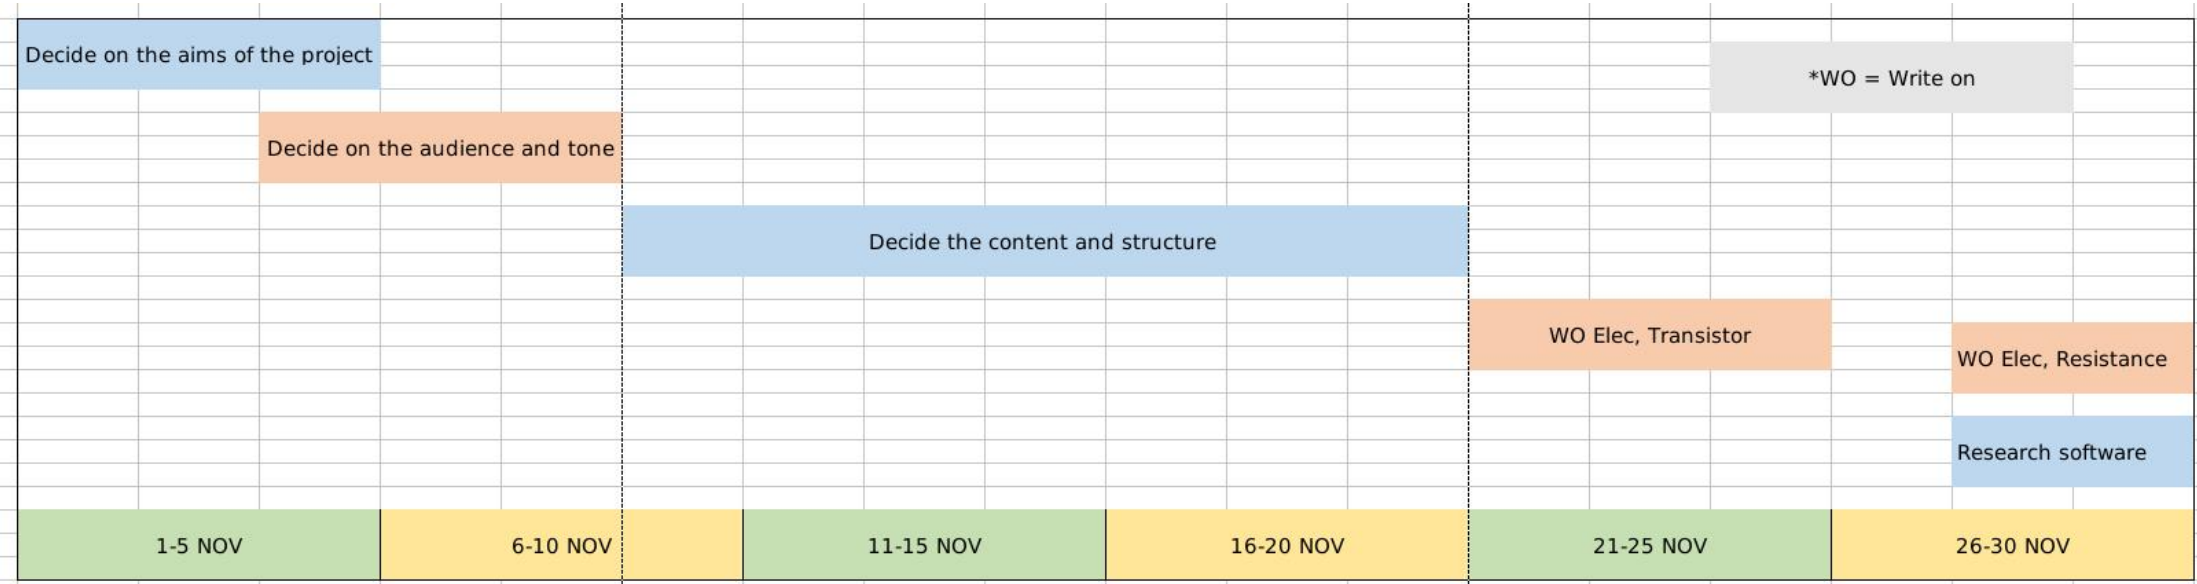 Decide on the aims of the project
*WO = Write on
Decide on the audience and tone
Decide the content and structure
WO Elec, Transistor
WO Elec, Resistance
Research software
1-5 NOV
6-10 NOV
11-15 NOV
16-20 NOV
21-25 NOV
26-30 NOV